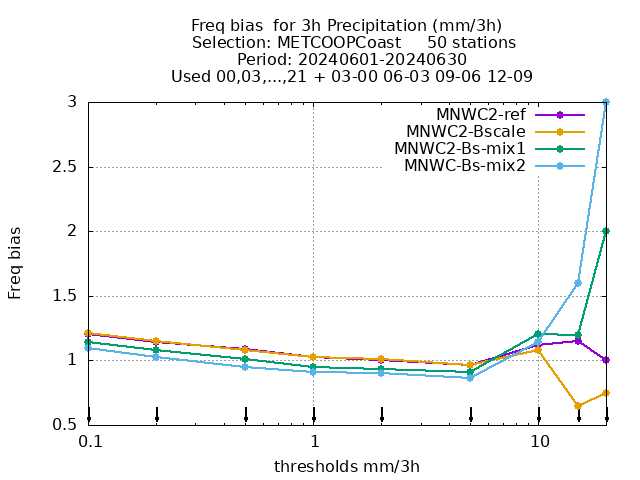 Freq bias  for 3h Precipitation (mm/3h)
Selection: METCOOPCoast     50 stations
Period: 20240601-20240630
Used 00,03,...,21 + 03-00 06-03 09-06 12-09
MNWC2-ref
MNWC2-Bscale
MNWC2-Bs-mix1
MNWC-Bs-mix2
Freq bias
3
2.5
2
1.5
1
0.5
0.1
1
10
thresholds mm/3h